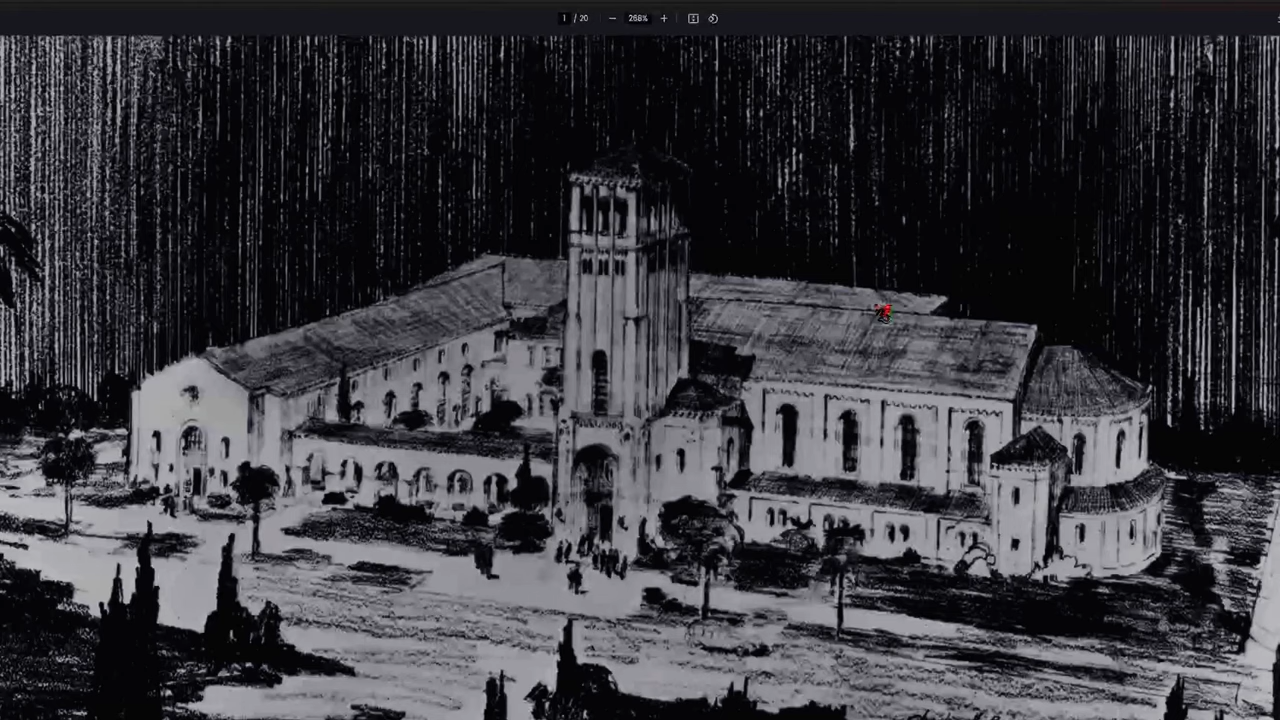 1 / 20 — 268% +